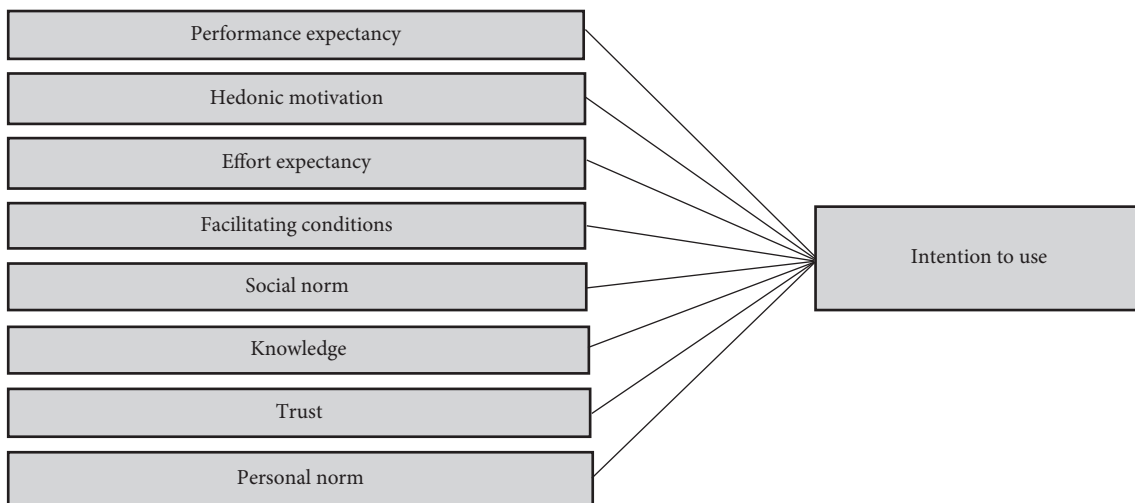 Performance expectancy
Hedonic motivation
Effort expectancy
Facilitating conditions
Social norm
Knowledge
Trust
Personal norm
Intention to use